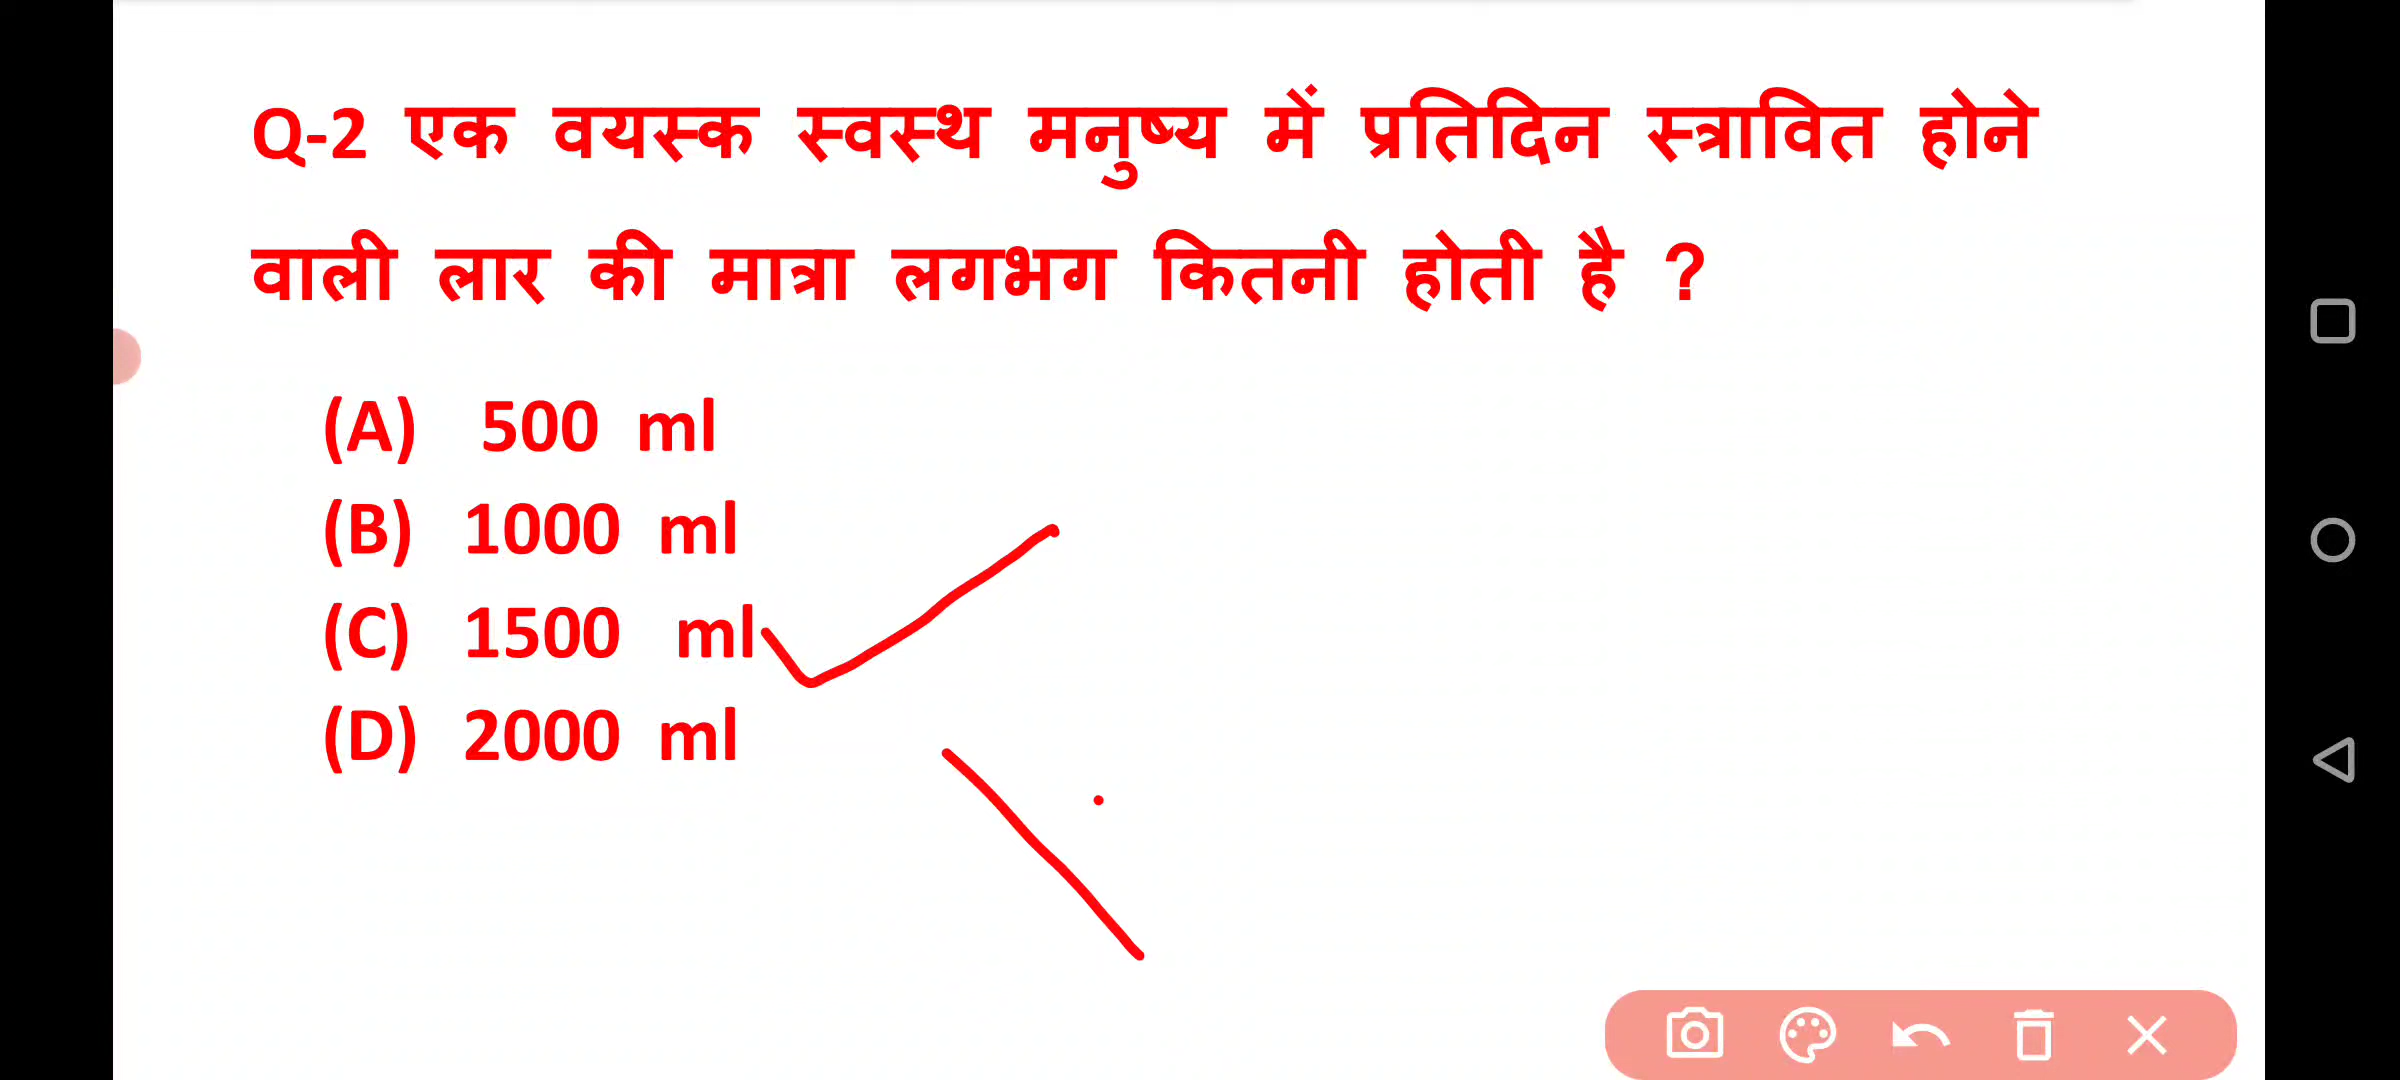 Q-2 एक वयस्क स्वस्थ मनुष्य में प्रतिदिन स्त्रावित होने
वाली लार की मात्रा लगभग कितनी होती है ?
(A) 500 ml
(B) 1000 ml
(C) 1500 ml
(D) 2000 ml